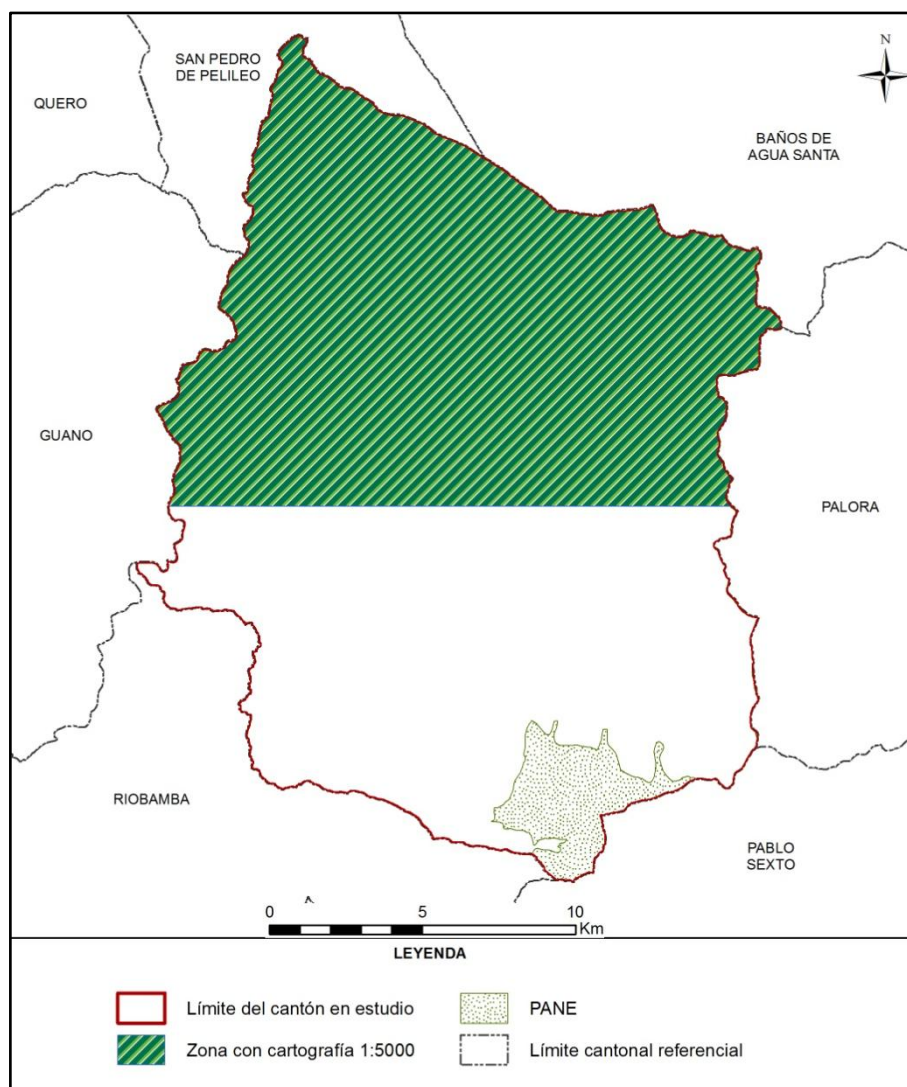 SAN PEDRO
DE PELILEO
N
QUERO
BAÑOS DE
AGUA SANTA
GUANO
PALORA
RIOBAMBA
PABLO
SEXTO
0 5 10
Km
LEYENDA
Límite del cantón en estudio
PANE
Zona con cartografía 1:5000
Límite cantonal referencial